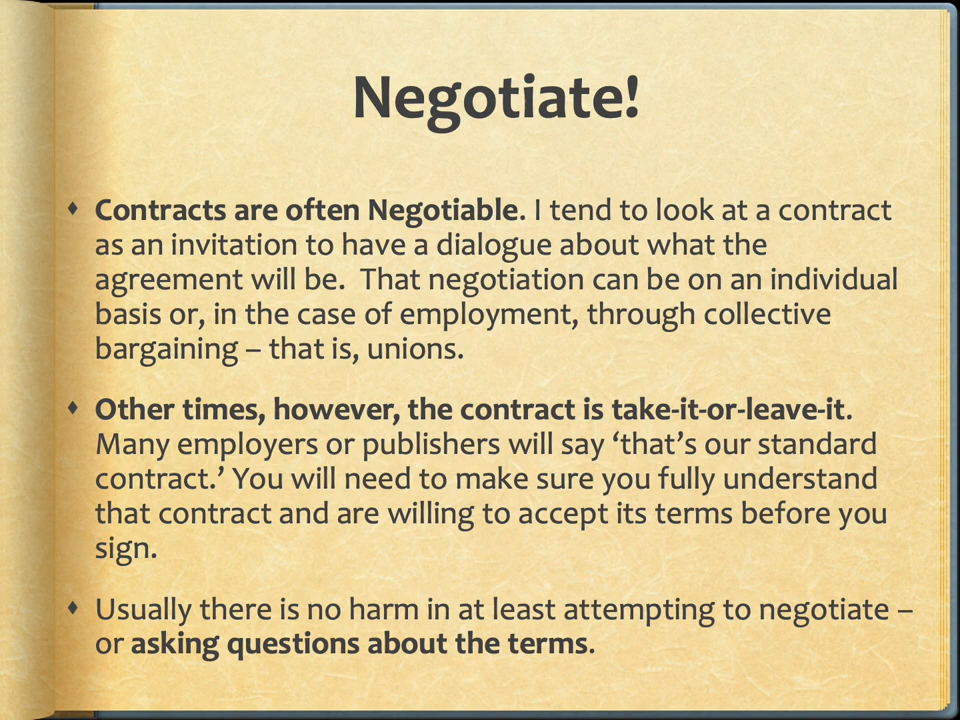 Negotiate!
Contracts are often Negotiable. I tend to look at a contract
as an invitation to have a dialogue about what the
agreement will be.  That negotiation can be on an individual
basis or, in the case of employment, through collective
bargaining – that is, unions.
Other times, however, the contract is take-it-or-leave-it.
Many employers or publishers will say ‘that’s our standard
contract.’ You will need to make sure you fully understand
that contract and are willing to accept its terms before you
sign.
Usually there is no harm in at least attempting to negotiate –
or asking questions about the terms.